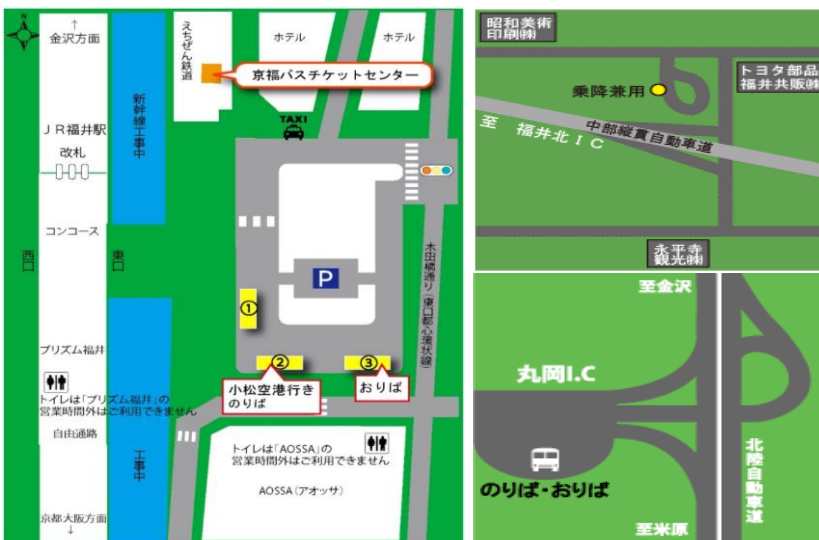 N
↑
金沢方面
えちぜん鉄道
ホテル
ホテル
京福バスチケットセンター
新幹線工事中
TAXI
JR福井駅
改札
コンコース
西口
東口
木田橋通り(東口都心環状線)
P
①
②
③
小松空港行き
のりば
おりば
プリズム福井
トイレは「プリズム福井」の
営業時間外はご利用できません
自由通路
工事中
トイレは「AOSSA」の
営業時間外はご利用できません
AOSSA(アオッサ)
京都大阪方面
↓
昭和美術
印刷㈱
トヨタ部品
福井共販㈱
乗降兼用
至 福井北IC
中部縦貫自動車道
永平寺
観光㈱
至金沢
丸岡I.C
のりば・おりば
北陸自動車道
至米原